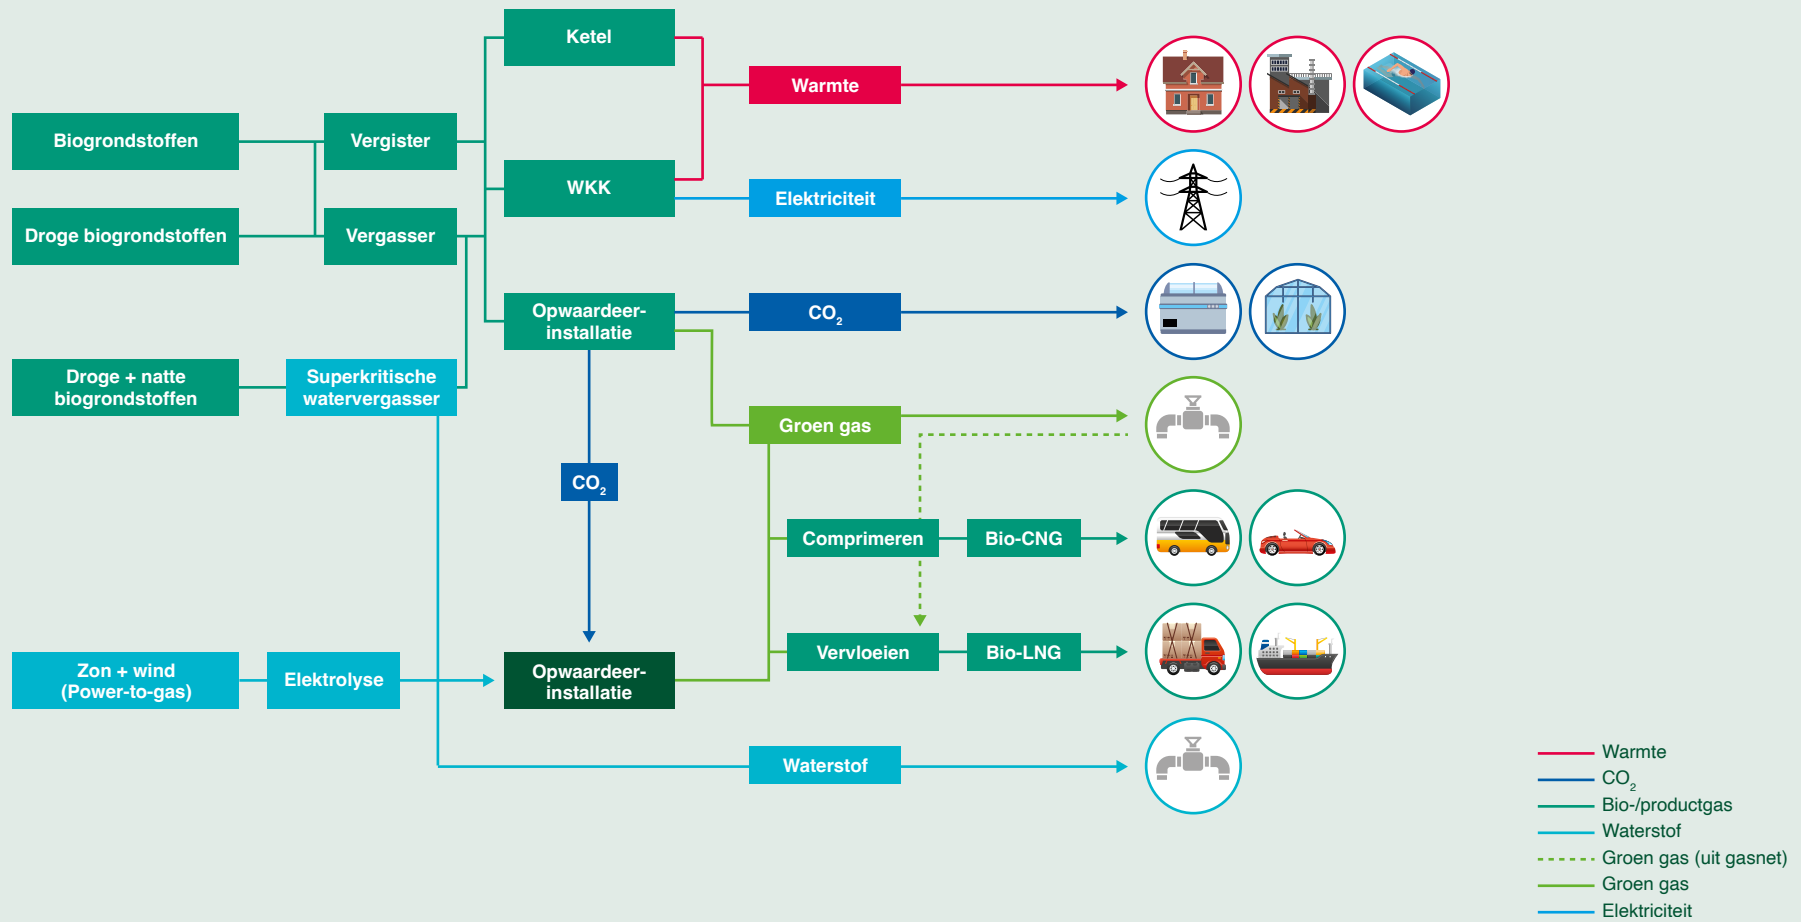 Ketel
Warmte
Biogrondstoffen
Vergister
WKK
Elektriciteit
Droge biogrondstoffen
Vergasser
Opwaardeer-
installatie
CO₂
Droge + natte
biogrondstoffen
Superkritische
watervergasser
Groen gas
CO₂
Comprimeren
Bio-CNG
Vervloeien
Bio-LNG
Zon + wind
(Power-to-gas)
Elektrolyse
Opwaardeer-
installatie
Waterstof
Warmte
CO₂
Bio-/productgas
Waterstof
Groen gas (uit gasnet)
Groen gas
Elektriciteit